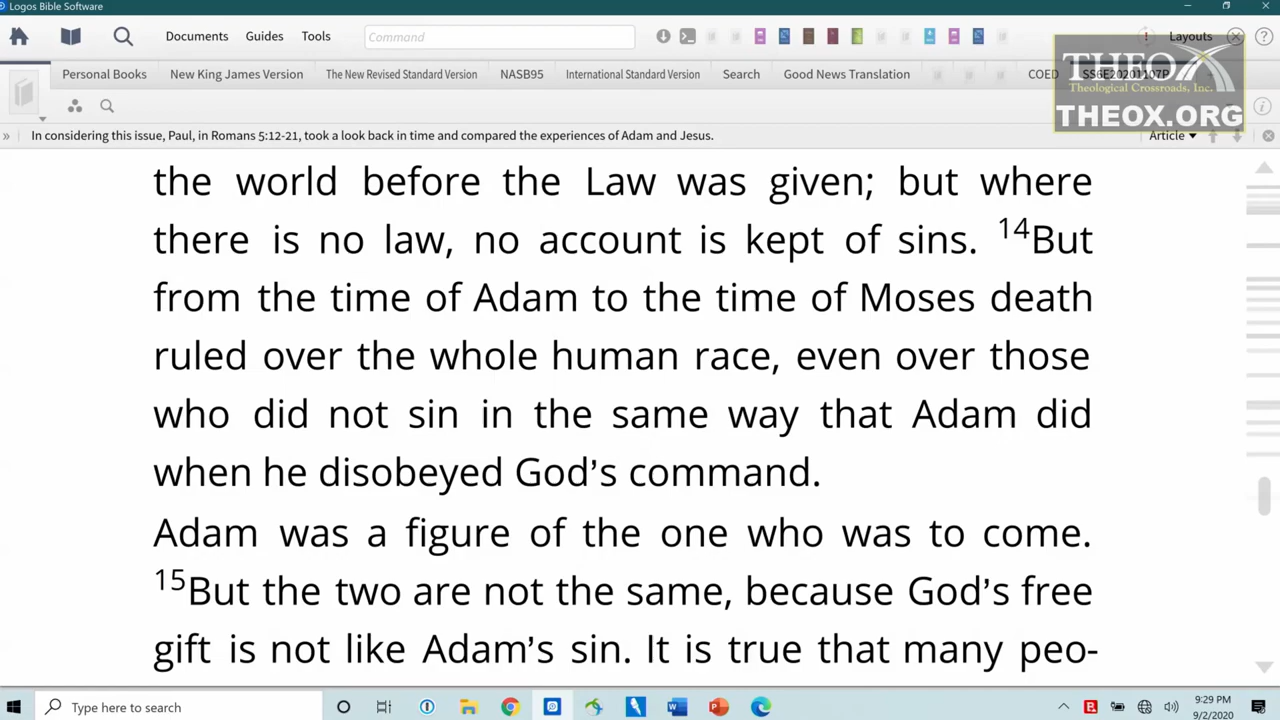 Logos Bible Software
Documents Guides Tools Command Layouts
Personal Books New King James Version The New Revised Standard Version NASB95 International Standard Version Search Good News Translation COED SS6E20201107P
THEOX
Theological Crossroads, Inc.
THEOX.ORG
» In considering this issue, Paul, in Romans 5:12-21, took a look back in time and compared the experiences of Adam and Jesus. Article
the world before the Law was given; but where
there is no law, no account is kept of sins. 14But
from the time of Adam to the time of Moses death
ruled over the whole human race, even over those
who did not sin in the same way that Adam did
when he disobeyed God’s command.
Adam was a figure of the one who was to come.
15But the two are not the same, because God’s free
gift is not like Adam’s sin. It is true that many peo-
Type here to search
9:29 PM
9/2/2020